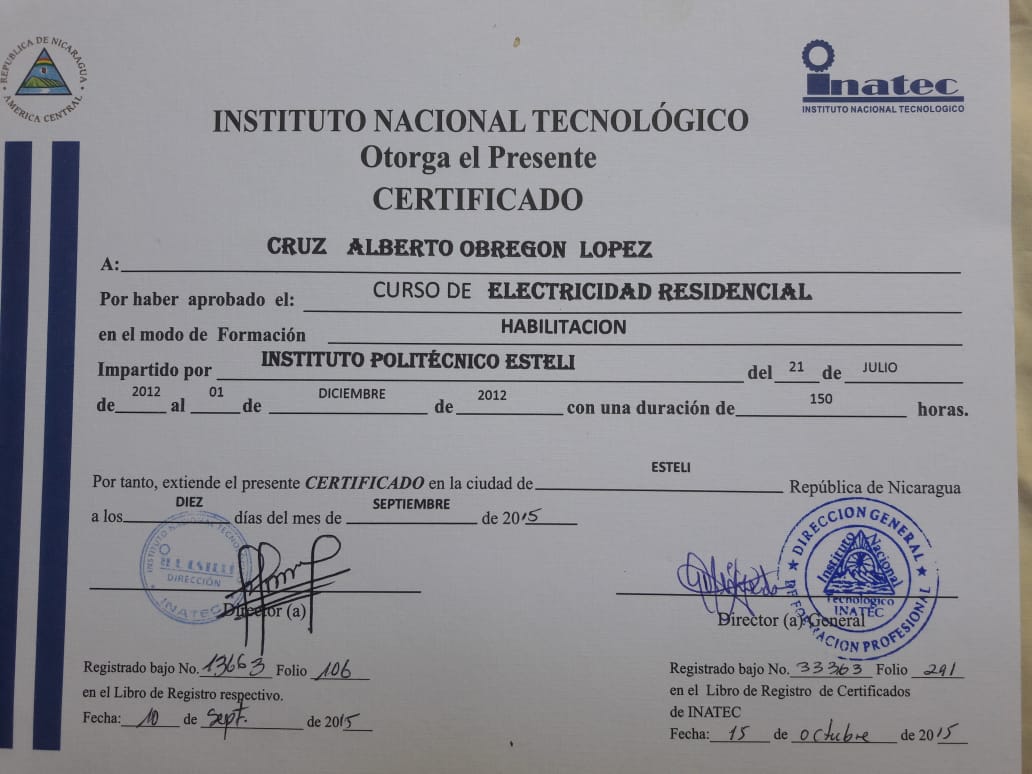 REPUBLICA DE NICARAGUA
AMERICA CENTRAL
inatec
INSTITUTO NACIONAL TECNOLOGICO
INSTITUTO NACIONAL TECNOLÓGICO
Otorga el Presente
CERTIFICADO
A: CRUZ ALBERTO OBREGON LOPEZ
Por haber aprobado el: CURSO DE ELECTRICIDAD RESIDENCIAL
en el modo de Formación HABILITACION
Impartido por INSTITUTO POLITÉCNICO ESTELI del 21 de JULIO
de 2012 al 01 de DICIEMBRE de 2012 con una duración de 150 horas.
Por tanto, extiende el presente CERTIFICADO en la ciudad de ESTELI República de Nicaragua
a los DIEZ días del mes de SEPTIEMBRE de 2015
INSTITUTO NACIONAL TECNO
DIRECCIÓN
INATEC
Director (a)
DIRECCION GENERAL
DE FORMACION PROFESIONAL
Instituto Nacional
Tecnológico
INATEC
Director (a) General
Registrado bajo No. 13663 Folio 106
en el Libro de Registro respectivo.
Fecha: 10 de Sept. de 2015
Registrado bajo No. 33363 Folio 291
en el Libro de Registro de Certificados
de INATEC
Fecha: 15 de octubre de 2015